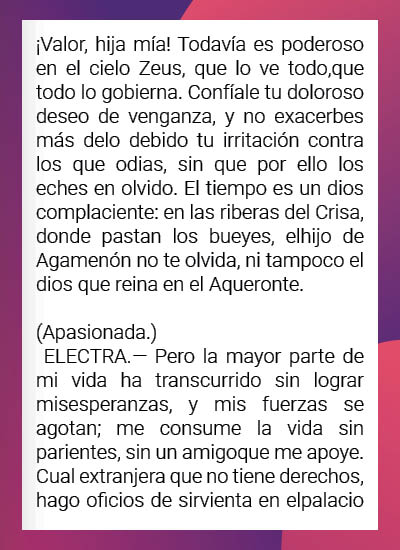 ¡Valor, hija mía! Todavía es poderoso
en el cielo Zeus, que lo ve todo,que
todo lo gobierna. Confíale tu doloroso
deseo de venganza, y no exacerbes
más delo debido tu irritación contra
los que odias, sin que por ello los
eches en olvido. El tiempo es un dios
complaciente: en las riberas del Crisa,
donde pastan los bueyes, elhijo de
Agamenón no te olvida, ni tampoco el
dios que reina en el Aqueronte.

(Apasionada.)
ELECTRA.— Pero la mayor parte de
mi vida ha transcurrido sin lograr
misesperanzas, y mis fuerzas se
agotan; me consume la vida sin
parientes, sin un amigoque me apoye.
Cual extranjera que no tiene derechos,
hago oficios de sirvienta en elpalacio